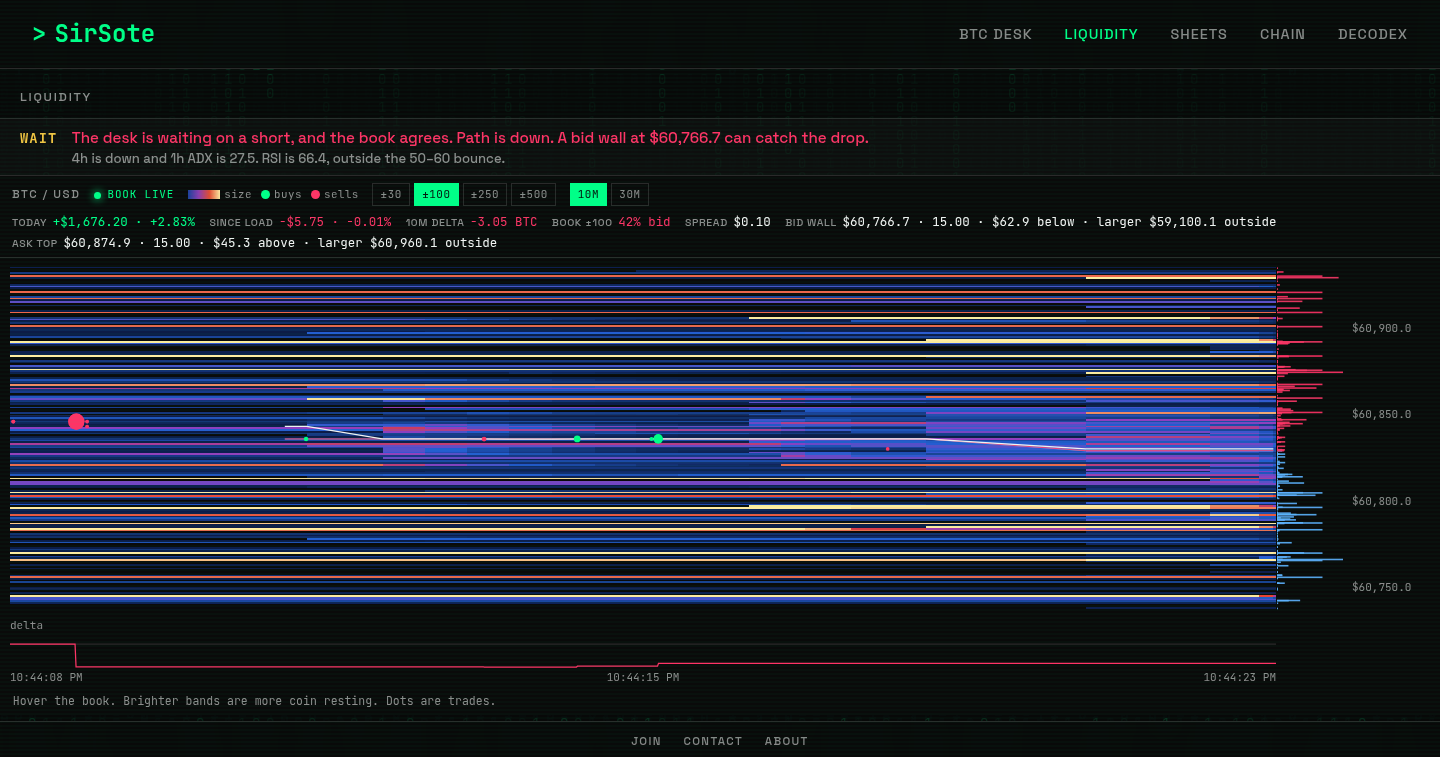 > SirSote
BTC DESK LIQUIDITY SHEETS CHAIN DECODEX
LIQUIDITY
WAIT The desk is waiting on a short, and the book agrees. Path is down. A bid wall at $60,766.7 can catch the drop.
4h is down and 1h ADX is 27.5. RSI is 66.4, outside the 50–60 bounce.
BTC / USD BOOK LIVE size buys sells ±30 ±100 ±250 ±500 10M 30M
TODAY +$1,676.20 · +2.83% SINCE LOAD -$5.75 · -0.01% 10M DELTA -3.05 BTC BOOK ±100 42% bid SPREAD $0.10 BID WALL $60,766.7 · 15.00 · $62.9 below · larger $59,100.1 outside
ASK TOP $60,874.9 · 15.00 · $45.3 above · larger $60,960.1 outside
$60,900.0
$60,850.0
$60,800.0
$60,750.0
delta
10:44:08 PM 10:44:15 PM 10:44:23 PM
Hover the book. Brighter bands are more coin resting. Dots are trades.
JOIN CONTACT ABOUT